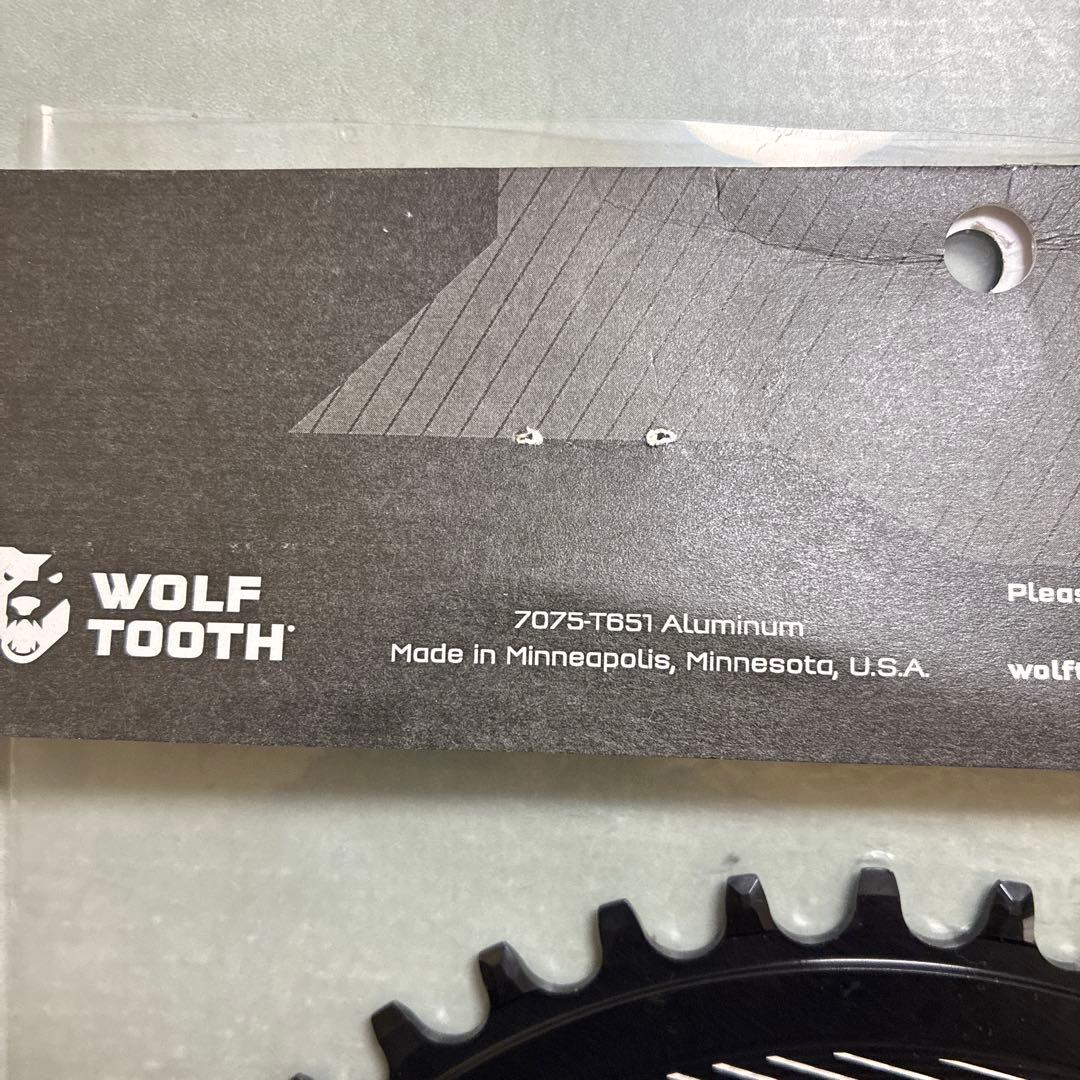 WOLF
TOOTH
7075-T651 Aluminum
Made in Minneapolis, Minnesota, U.S.A.